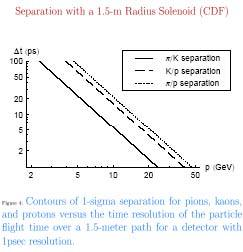 Separation with a 1.5-m Radius Solenoid (CDF)
Δt (ps)
100
50
20
10
5
2
π/K separation
K/p separation
π/p separation
2 5 10 20 50 p (GeV)
Figure 4: Contours of 1-sigma separation for pions, kaons,
and protons versus the time resolution of the particle
flight time over a 1.5-meter path for a detector with
1psec resolution.